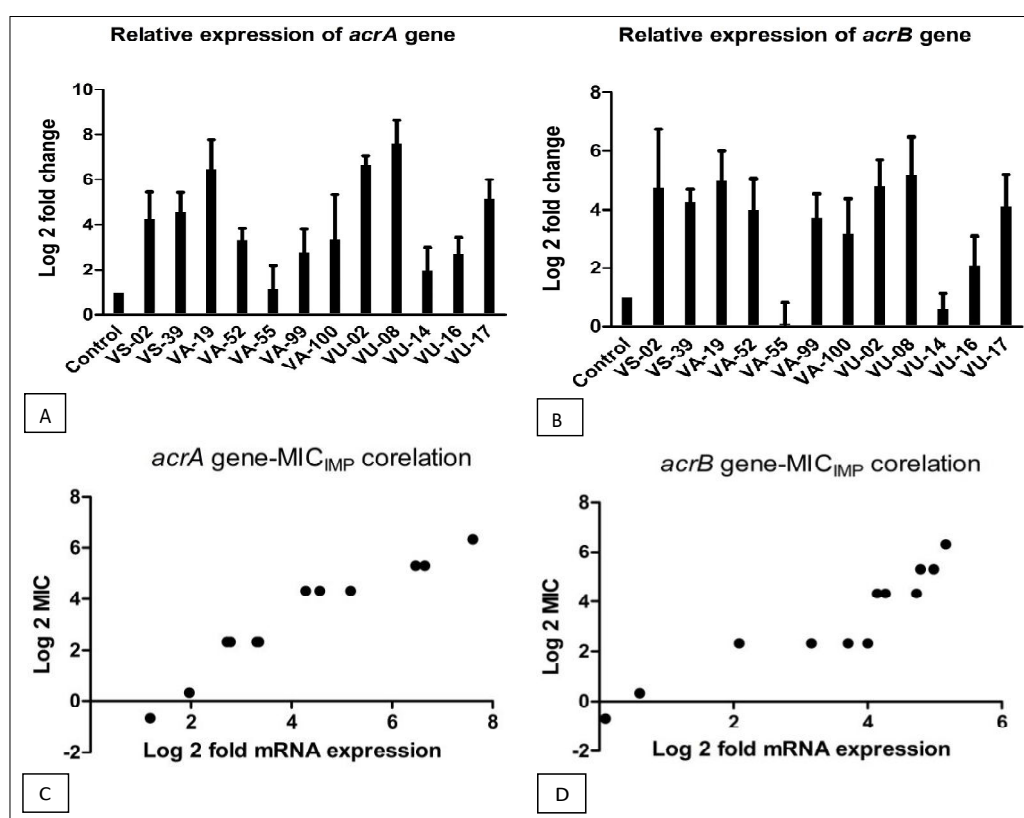 Relative expression of acrA gene
Log 2 fold change
10
8
6
4
2
0
Control
VS-02
VS-39
VA-19
VA-52
VA-55
VA-99
VA-100
VU-02
VU-08
VU-14
VU-16
VU-17
A
Relative expression of acrB gene
Log 2 fold change
8
6
4
2
0
Control
VS-02
VS-39
VA-19
VA-52
VA-55
VA-99
VA-100
VU-02
VU-08
VU-14
VU-16
VU-17
B
acrA gene-MICIMP corelation
Log 2 MIC
8
6
4
2
0
-2
2
4
6
8
Log 2 fold mRNA expression
C
acrB gene-MICIMP corelation
Log 2 MIC
8
6
4
2
0
-2
2
4
6
Log 2 fold mRNA expression
D